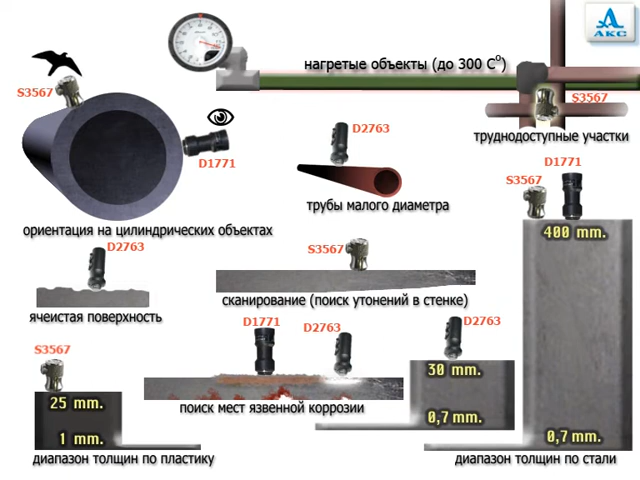 АКС
нагретые объекты (до 300 С°)
S3567
S3567
труднодоступные участки
D1771
ориентация на цилиндрических объектах
D2763
трубы малого диаметра
D1771
S3567
400 mm.
0,7 mm.
диапазон толщин по стали
D2763
ячеистая поверхность
S3567
сканирование (поиск утонений в стенке)
D1771
D2763
поиск мест язвенной коррозии
D2763
30 mm.
0,7 mm.
S3567
25 mm.
1 mm.
диапазон толщин по пластику